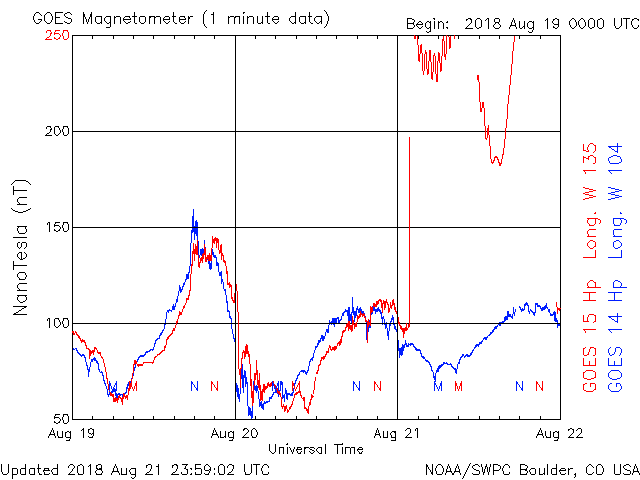 GOES Magnetometer (1 minute data)
Begin: 2018 Aug 19 0000 UTC
250
200
150
100
50
NanoTesla (nT)
M M N N M M N N M M N N
Aug 19 Aug 20 Aug 21 Aug 22
Universal Time
GOES 15 Hp Long. W 135
GOES 14 Hp Long. W 104
Updated 2018 Aug 21 23:59:02 UTC
NOAA/SWPC Boulder, CO USA